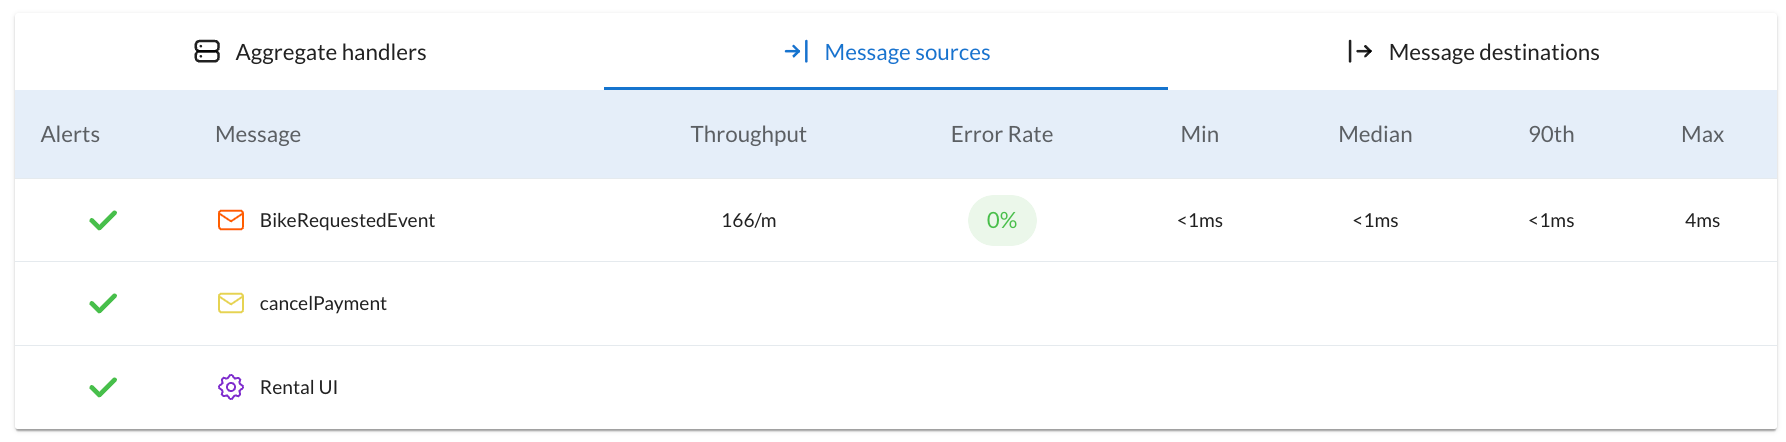 Aggregate handlers Message sources Message destinations
Alerts Message Throughput Error Rate Min Median 90th Max
BikeRequestedEvent 166/m 0% <1ms <1ms <1ms 4ms
cancelPayment
Rental UI